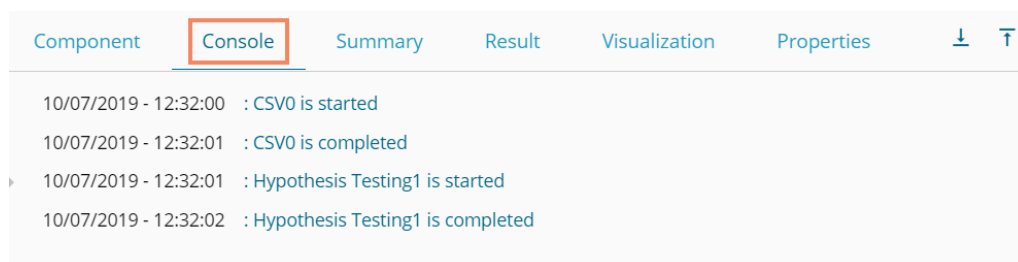 Component Console Summary Result Visualization Properties
10/07/2019 - 12:32:00 : CSV0 is started
10/07/2019 - 12:32:01 : CSV0 is completed
10/07/2019 - 12:32:01 : Hypothesis Testing1 is started
10/07/2019 - 12:32:02 : Hypothesis Testing1 is completed